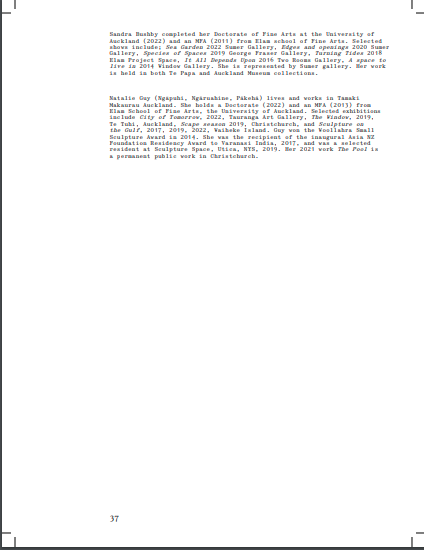 Sandra Bushby completed her Doctorate of Fine Arts at the University of
Auckland (2022) and an MFA (2011) from Elam school of Fine Arts. Selected
shows include; Sea Garden 2022 Sumer Gallery, Edges and openings 2020 Sumer
Gallery, Species of Spaces 2019 George Fraser Gallery, Turning Tides 2018
Elam Project Space, It All Depends Upon 2016 Two Rooms Gallery, A space to
live in 2014 Window Gallery. She is represented by Sumer gallery. Her work
is held in both Te Papa and Auckland Museum collections.
Natalie Guy (Ngāpuhi, Ngāruahine, Pākehā) lives and works in Tamaki
Makaurau Auckland. She holds a Doctorate (2022) and an MFA (2013) from
Elam School of Fine Arts, the University of Auckland. Selected exhibitions
include City of Tomorrow, 2022, Tauranga Art Gallery, The Window, 2019,
Te Tuhi, Auckland, Scape season 2019, Christchurch, and Sculpture on
the Gulf, 2017, 2019, 2022, Waiheke Island. Guy won the Woollahra Small
Sculpture Award in 2014. She was the recipient of the inaugural Asia NZ
Foundation Residency Award to Varanasi India, 2017, and was a selected
resident at Sculpture Space, Utica, NYS, 2019. Her 2021 work The Pool is
a permanent public work in Christchurch.
37